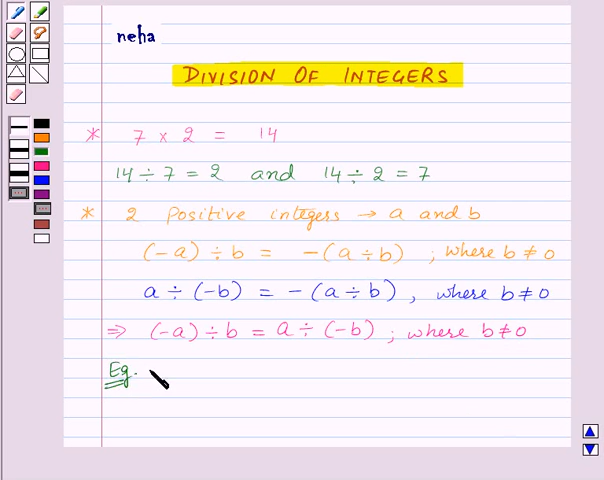 neha
DIVISION OF INTEGERS
* 7 × 2 = 14
14 ÷ 7 = 2 and 14 ÷ 2 = 7
* 2 Positive integers → a and b
(-a) ÷ b = -(a ÷ b) ; where b ≠ 0
a ÷ (-b) = -(a ÷ b) , where b ≠ 0
⇒ (-a) ÷ b = a ÷ (-b) ; where b ≠ 0
Eg.